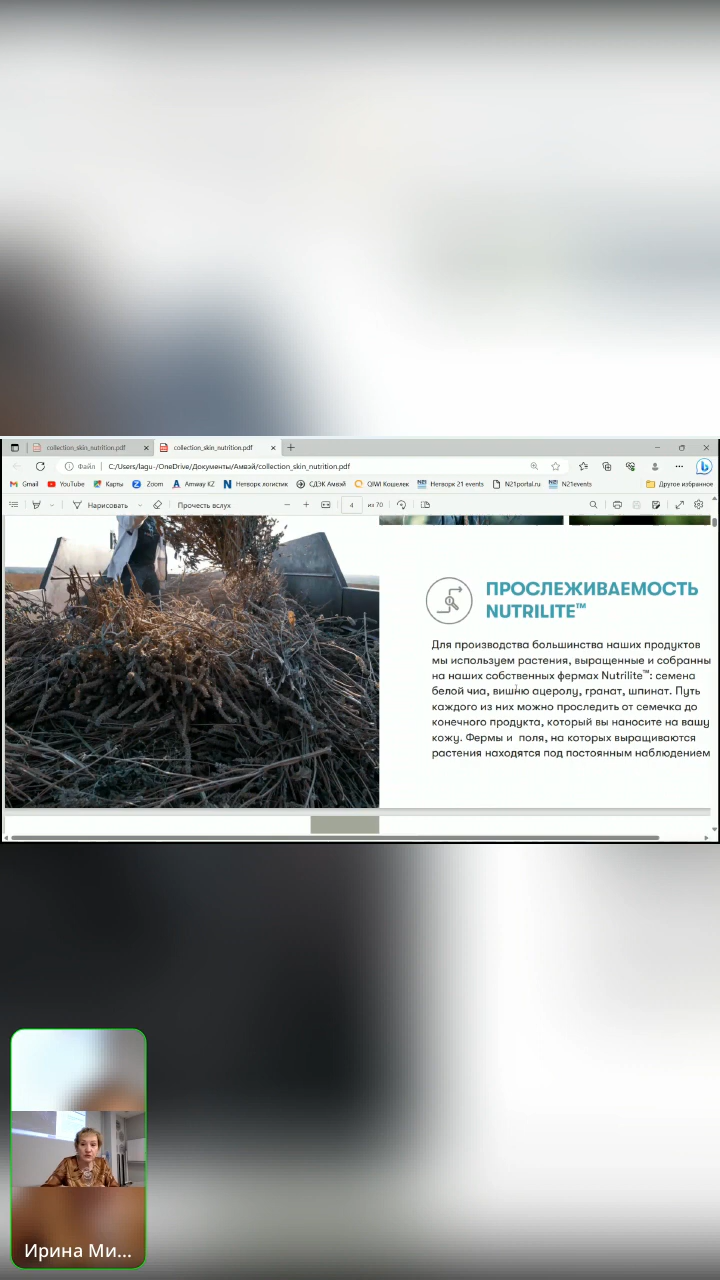 collection_skin_nutrition.pdf
collection_skin_nutrition.pdf
Файл
C:/Users/lagu-/OneDrive/Документы/Амвэй/collection_skin_nutrition.pdf
Gmail
YouTube
Карты
Zoom
Amway KZ
Нетворк логистик
СДЭК Амвэй
QIWI Кошелек
Нетворк 21 events
N21portal.ru
N21events
Другое избранное
Нарисовать
Прочесть вслух
4
из 70
ПРОСЛЕЖИВАЕМОСТЬ
NUTRILITE™
Для производства большинства наших продуктов
мы используем растения, выращенные и собранны
на наших собственных фермах Nutrilite™: семена
белой чиа, вишню ацеролу, гранат, шпинат. Путь
каждого из них можно проследить от семечка до
конечного продукта, который вы наносите на вашу
кожу. Фермы и поля, на которых выращиваются
растения находятся под постоянным наблюдением
Ирина Ми...